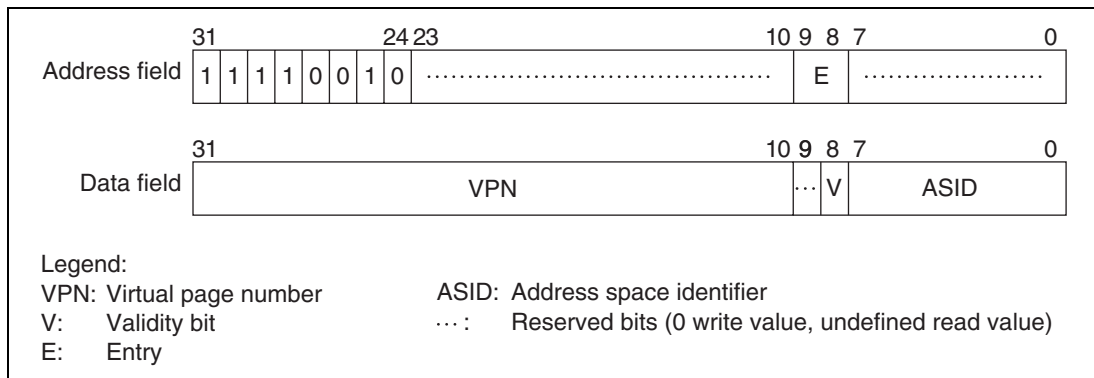 31 24 23 10 9 8 7 0
Address field 1 1 1 1 0 0 1 0 ········································· E ······················
31 10 9 8 7 0
Data field VPN ··· V ASID
Legend:
VPN: Virtual page number ASID: Address space identifier
V: Validity bit ··· : Reserved bits (0 write value, undefined read value)
E: Entry